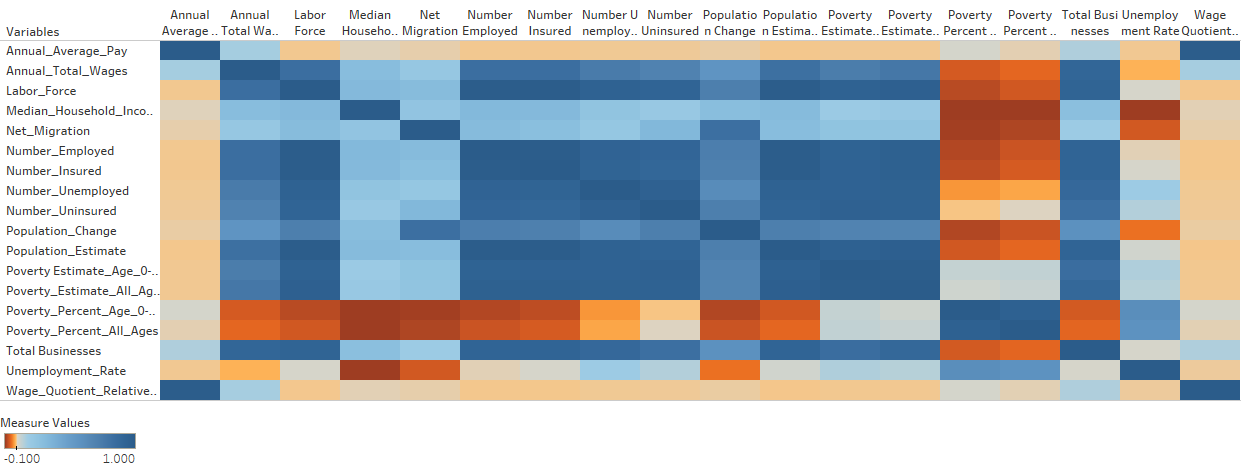 Annual Annual Labor Median Net Number Number Number U Number Populatio Populatio Poverty Poverty Poverty Poverty Total Busi Unemploy Wage
Variables Average .. Total Wa.. Force Househo.. Migration Employed Insured nemploy.. Uninsured n Change n Estima.. Estimate.. Estimate.. Percent .. Percent .. nesses ment Rate Quotient..
Annual_Average_Pay
Annual_Total_Wages
Labor_Force
Median_Household_Inco..
Net_Migration
Number_Employed
Number_Insured
Number_Unemployed
Number_Uninsured
Population_Change
Population_Estimate
Poverty Estimate_Age_0-..
Poverty_Estimate_All_Ag..
Poverty_Percent_Age_0-..
Poverty_Percent_All_Ages
Total Businesses
Unemployment_Rate
Wage_Quotient_Relative..
Measure Values
-0.100 1.000